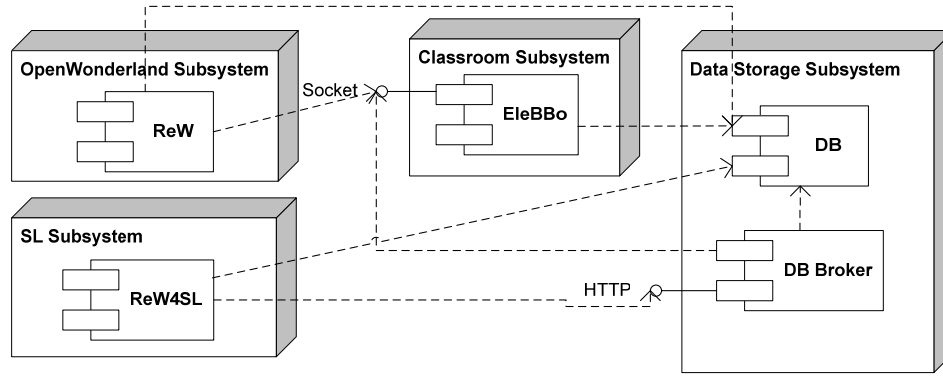 OpenWonderland Subsystem
ReW
Socket
Classroom Subsystem
EleBBo
Data Storage Subsystem
DB
SL Subsystem
ReW4SL
HTTP
DB Broker